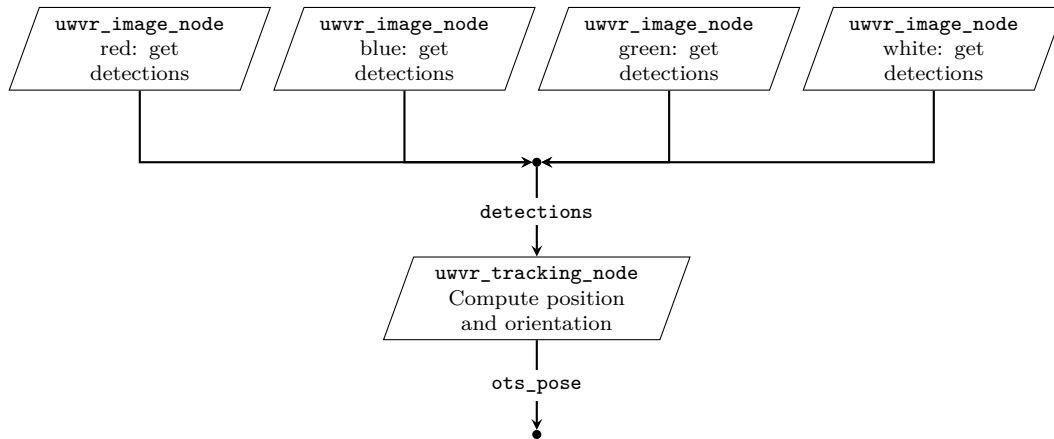 uwvr_image_node
red: get
detections
uwvr_image_node
blue: get
detections
uwvr_image_node
green: get
detections
uwvr_image_node
white: get
detections
detections
uwvr_tracking_node
Compute position
and orientation
ots_pose